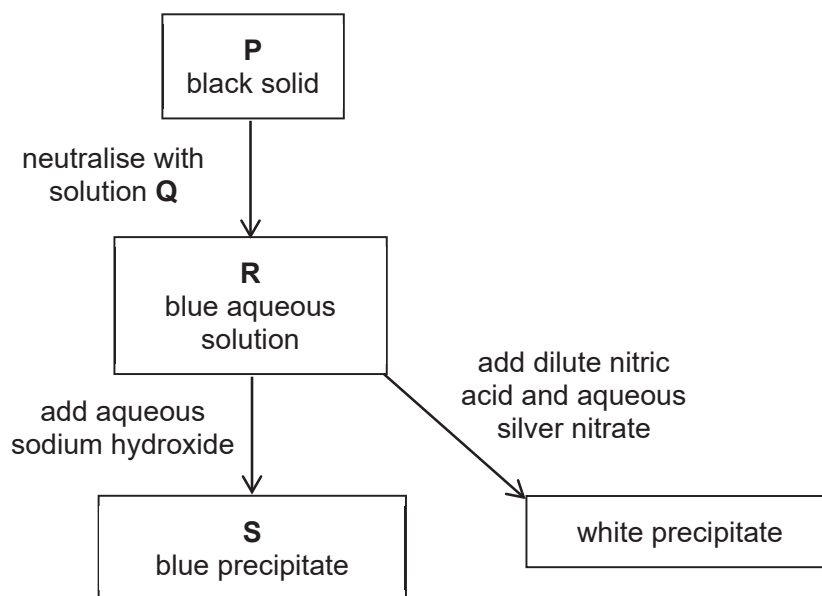 P
black solid
neutralise with
solution Q
R
blue aqueous
solution
add aqueous
sodium hydroxide
add dilute nitric
acid and aqueous
silver nitrate
S
blue precipitate
white precipitate